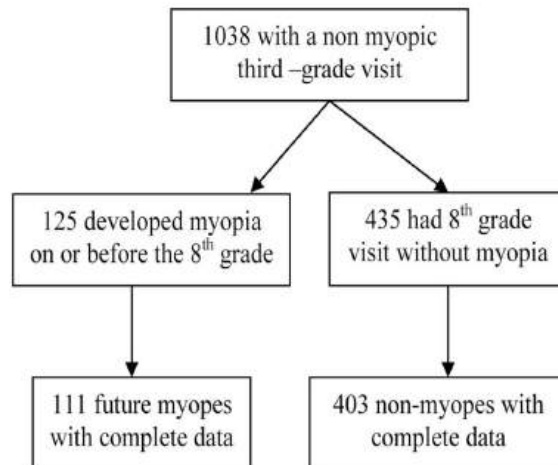 1038 with a non myopic
third –grade visit
125 developed myopia
on or before the 8th grade
435 had 8th grade
visit without myopia
111 future myopes
with complete data
403 non-myopes with
complete data